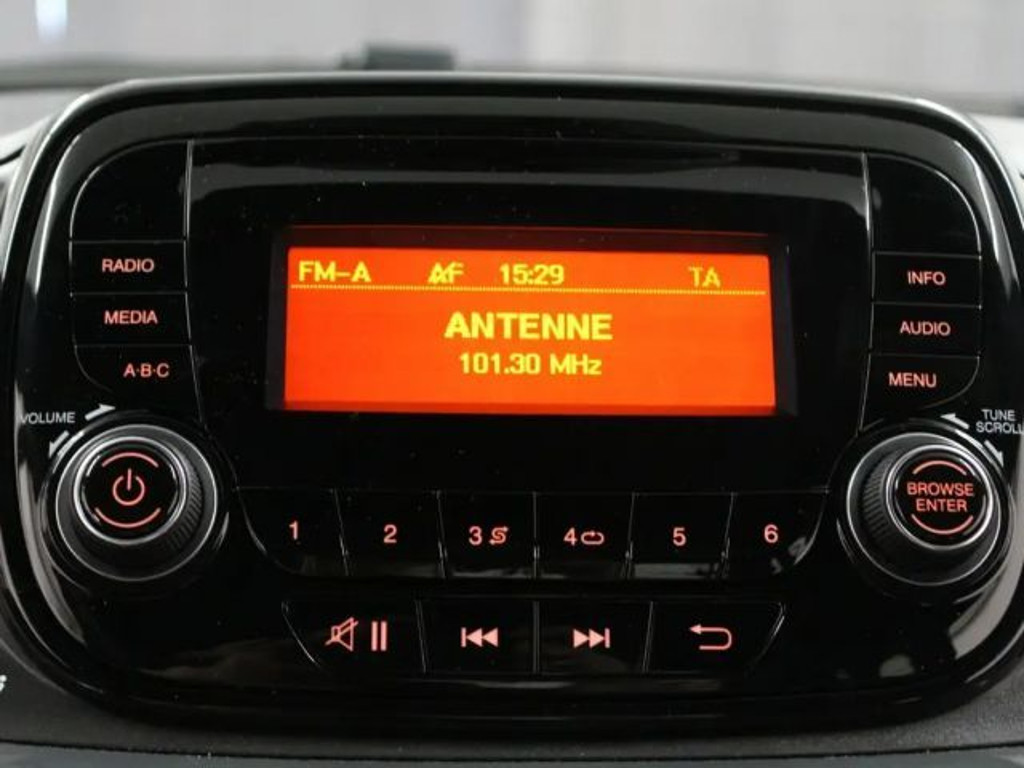 FM-A AF 15:29 TA
ANTENNE
101.30 MHz
RADIO
MEDIA
A·B·C
INFO
AUDIO
MENU
VOLUME
TUNE
SCROLL
BROWSE
ENTER
1 2 3 4 5 6